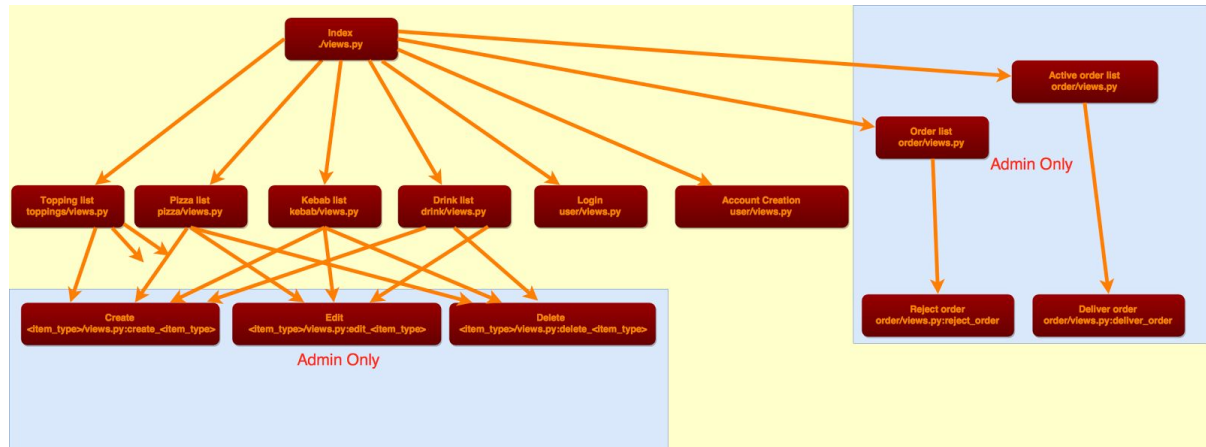 Index
./views.py
Active order list
order/views.py
Order list
order/views.py
Admin Only
Topping list
toppings/views.py
Pizza list
pizza/views.py
Kebab list
kebab/views.py
Drink list
drink/views.py
Login
user/views.py
Account Creation
user/views.py
Create
<Item_type>/views.py:create_<Item_type>
Edit
<Item_type>/views.py:edit_<Item_type>
Delete
<Item_type>/views.py:delete_<Item_type>
Reject order
order/views.py:reject_order
Deliver order
order/views.py:deliver_order
Admin Only